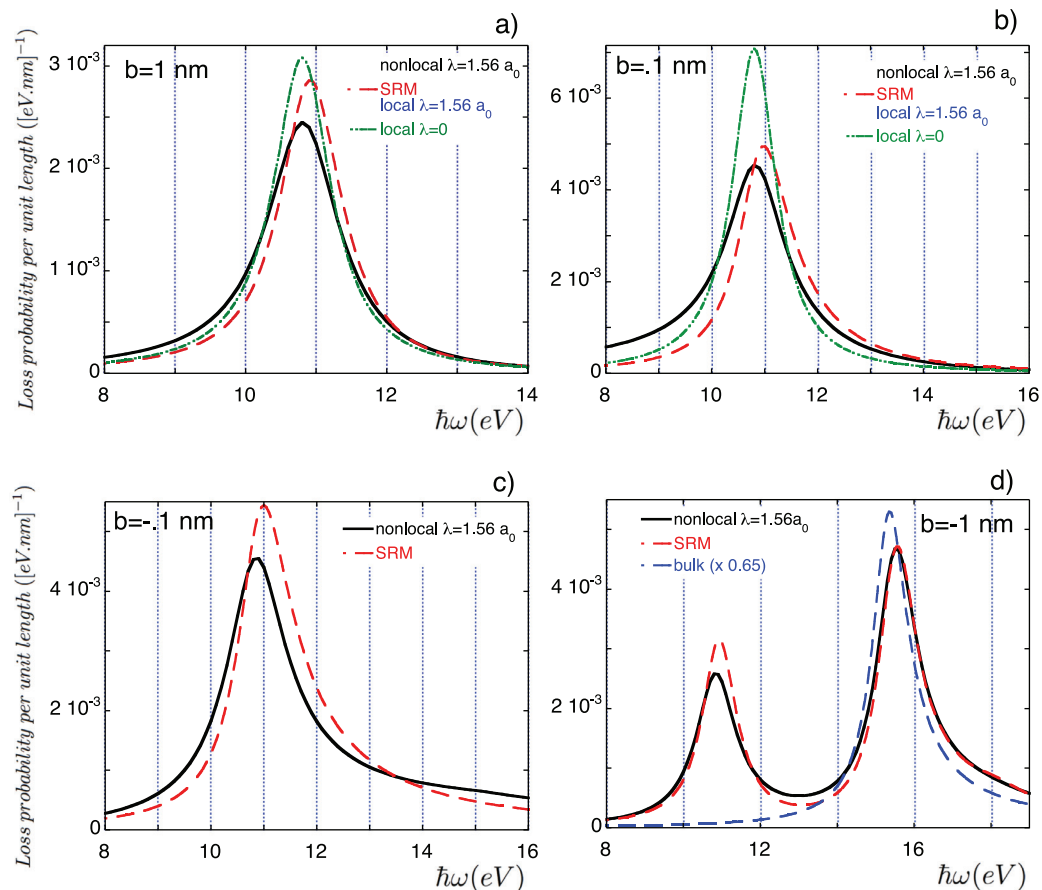 a)
b=1 nm
nonlocal λ=1.56 a₀
SRM
local λ=1.56 a₀
local λ=0
3 10⁻³
2 10⁻³
1 10⁻³
0
8 10 11 12 14
ħω(eV)
Loss probability per unit length ([eV.nm]⁻¹)
b)
b=.1 nm
nonlocal λ=1.56 a₀
SRM
local λ=1.56 a₀
local λ=0
6 10⁻³
4 10⁻³
2 10⁻³
0
8 10 12 14 16
ħω(eV)
c)
b=-.1 nm
nonlocal λ=1.56 a₀
SRM
4 10⁻³
2 10⁻³
0
8 10 12 14 16
ħω(eV)
Loss probability per unit length ([eV.nm]⁻¹)
d)
b=-1 nm
nonlocal λ=1.56a₀
SRM
bulk (x 0.65)
4 10⁻³
2 10⁻³
0
8 10 12 14 16
ħω(eV)